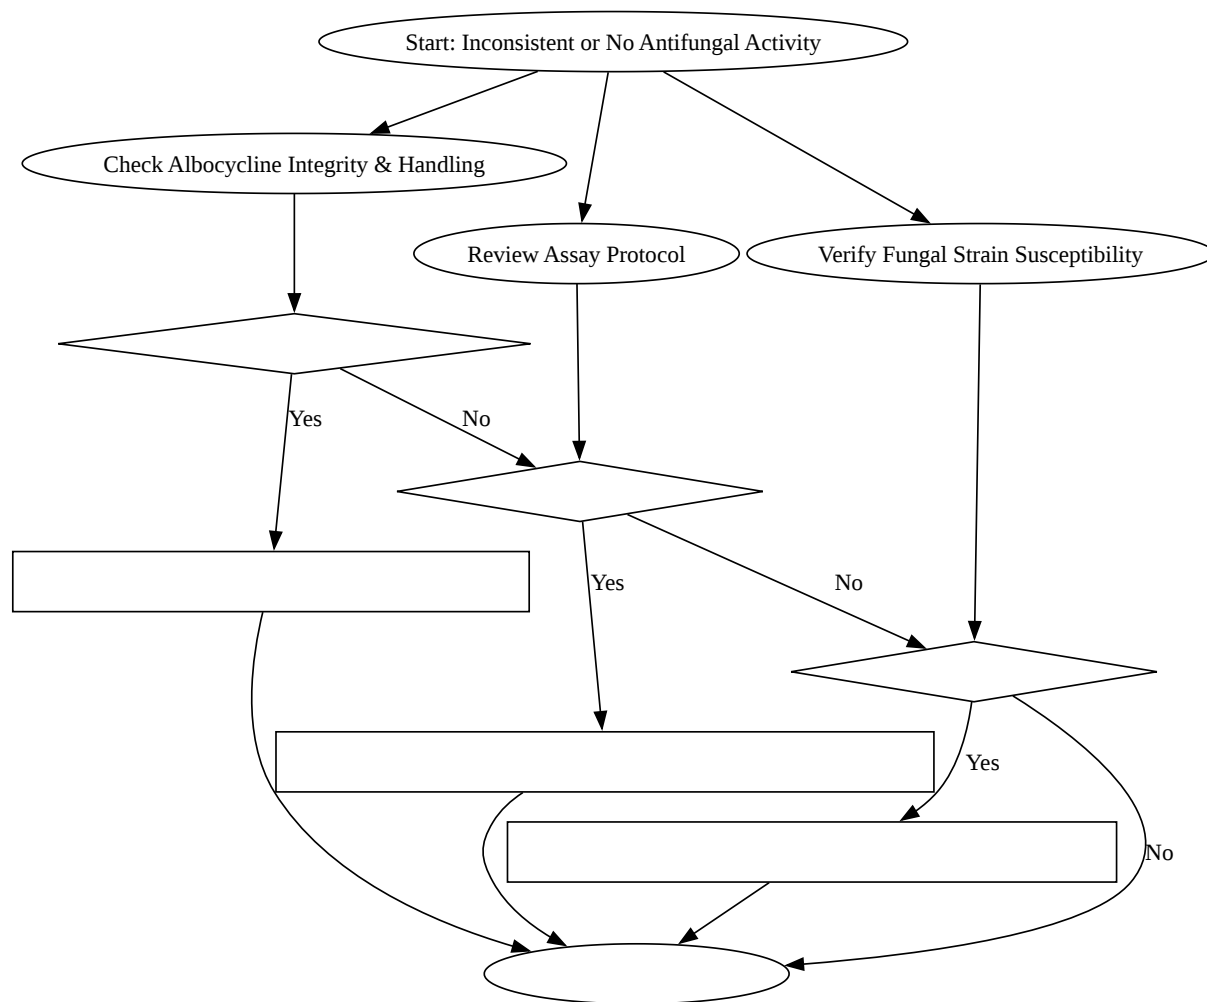 Start: Inconsistent or No Antifungal Activity
Check Albocycline Integrity & Handling
Review Assay Protocol
Verify Fungal Strain Susceptibility
Yes
No
Yes
No
Yes
No